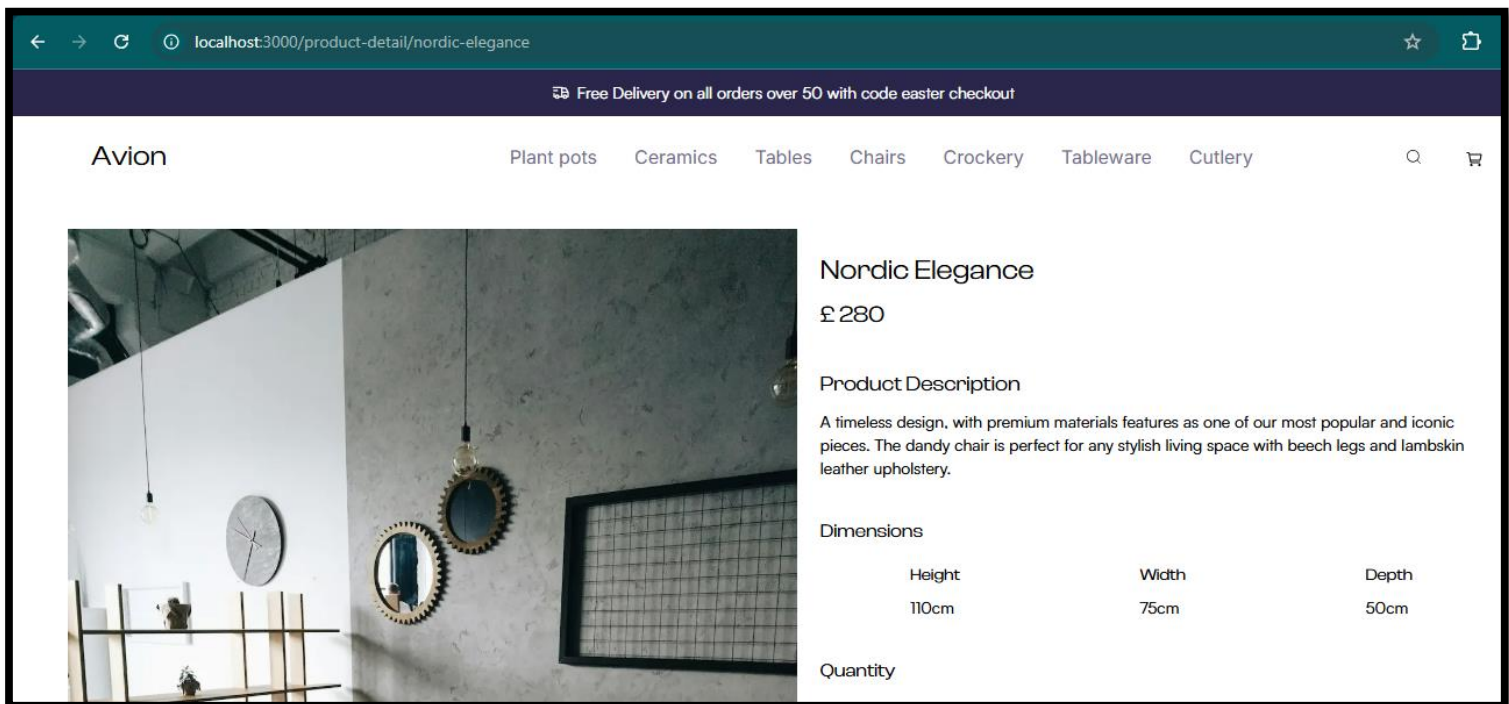 localhost:3000/product-detail/nordic-elegance
Free Delivery on all orders over 50 with code easter checkout
Avion
Plant pots Ceramics Tables Chairs Crockery Tableware Cutlery
Nordic Elegance
£ 280
Product Description
A timeless design, with premium materials features as one of our most popular and iconic
pieces. The dandy chair is perfect for any stylish living space with beech legs and lambskin
leather upholstery.
Dimensions
Height Width Depth
110cm 75cm 50cm
Quantity